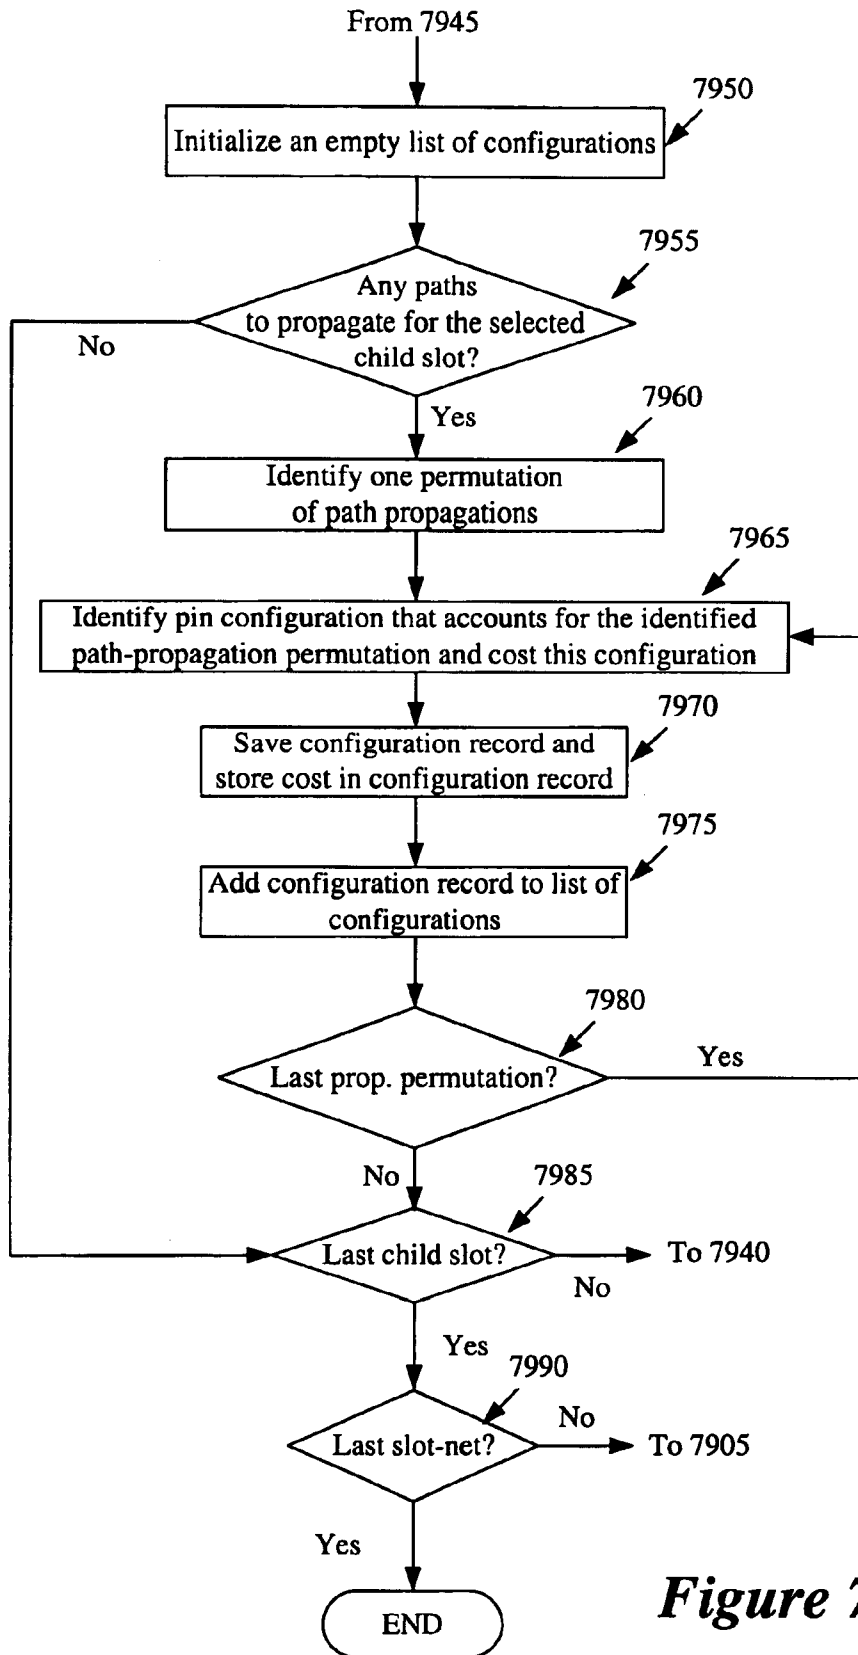 From 7945
7950
Initialize an empty list of configurations
7955
Any paths
to propagate for the selected
child slot?
No
Yes
7960
Identify one permutation
of path propagations
7965
Identify pin configuration that accounts for the identified
path-propagation permutation and cost this configuration
7970
Save configuration record and
store cost in configuration record
7975
Add configuration record to list of
configurations
7980
Last prop. permutation?
Yes
No
7985
Last child slot?
To 7940
No
Yes
7990
Last slot-net?
No
To 7905
Yes
END
Figure 7